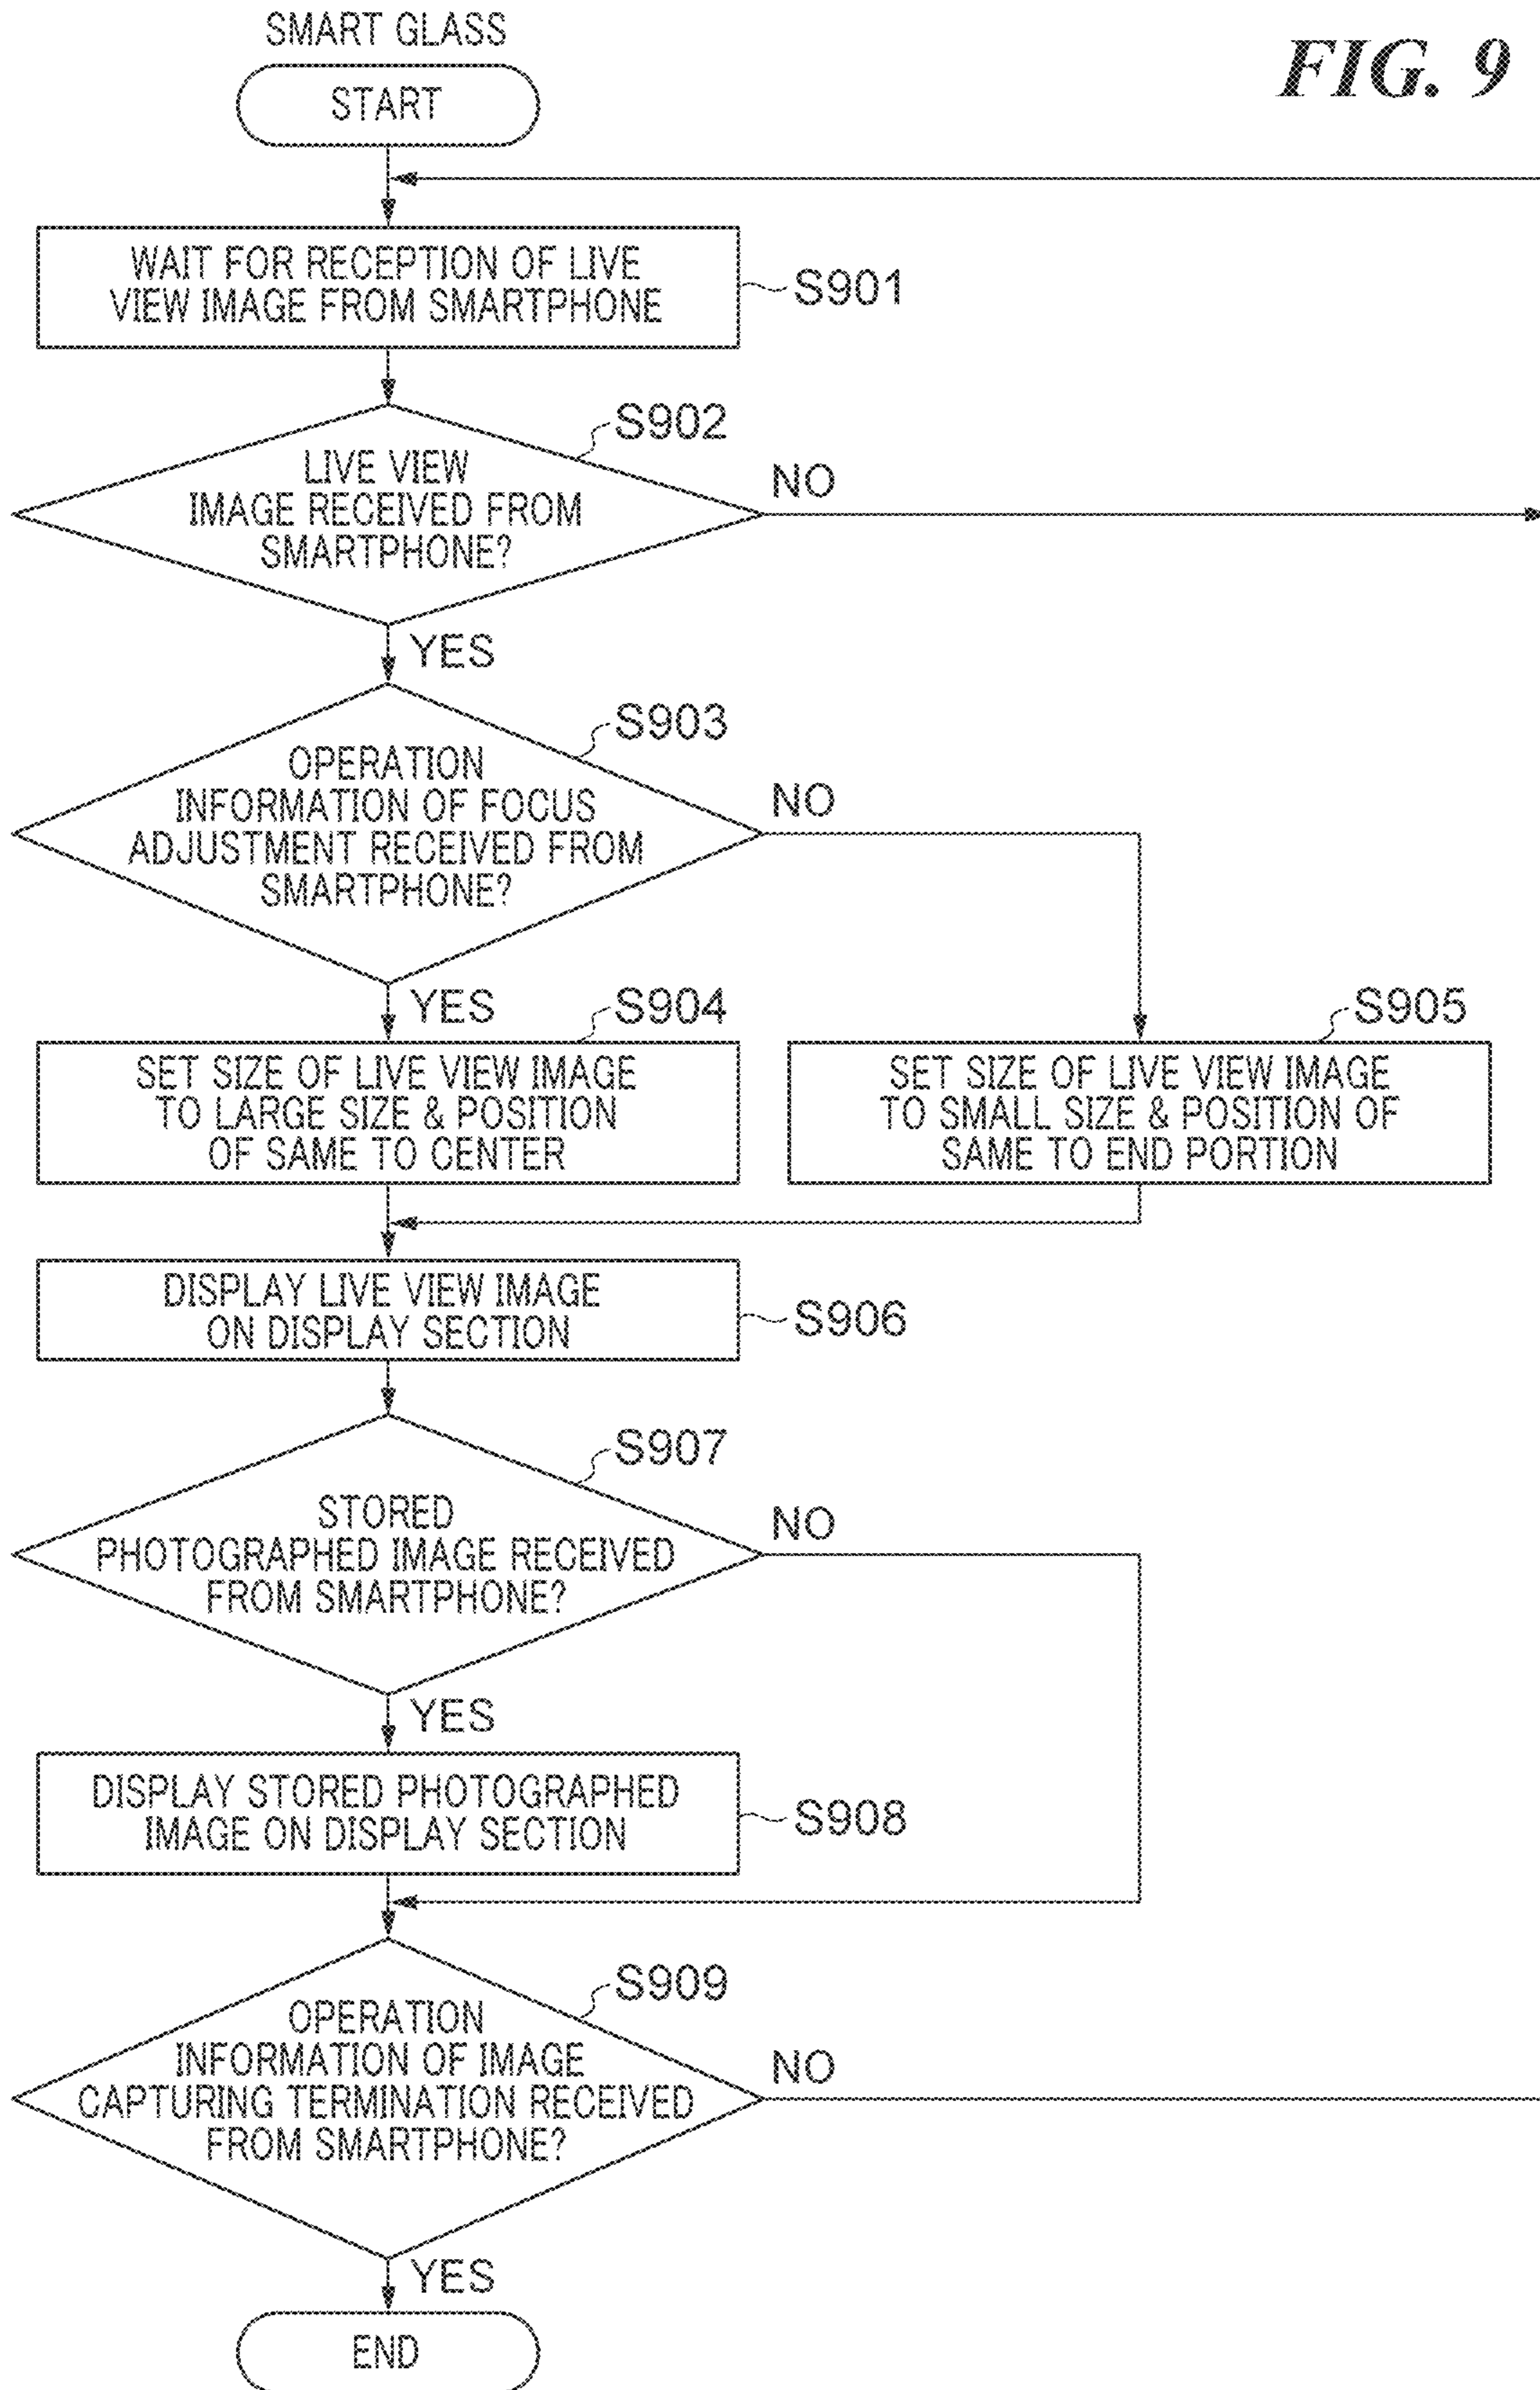 SMART GLASS
FIG. 9
START
WAIT FOR RECEPTION OF LIVE
VIEW IMAGE FROM SMARTPHONE
S901
S902
LIVE VIEW
IMAGE RECEIVED FROM
SMARTPHONE?
NO
YES
S903
OPERATION
INFORMATION OF FOCUS
ADJUSTMENT RECEIVED FROM
SMARTPHONE?
NO
YES
S904
SET SIZE OF LIVE VIEW IMAGE
TO LARGE SIZE & POSITION
OF SAME TO CENTER
S905
SET SIZE OF LIVE VIEW IMAGE
TO SMALL SIZE & POSITION OF
SAME TO END PORTION
DISPLAY LIVE VIEW IMAGE
ON DISPLAY SECTION
S906
S907
STORED
PHOTOGRAPHED IMAGE RECEIVED
FROM SMARTPHONE?
NO
YES
DISPLAY STORED PHOTOGRAPHED
IMAGE ON DISPLAY SECTION
S908
S909
OPERATION
INFORMATION OF IMAGE
CAPTURING TERMINATION RECEIVED
FROM SMARTPHONE?
NO
YES
END